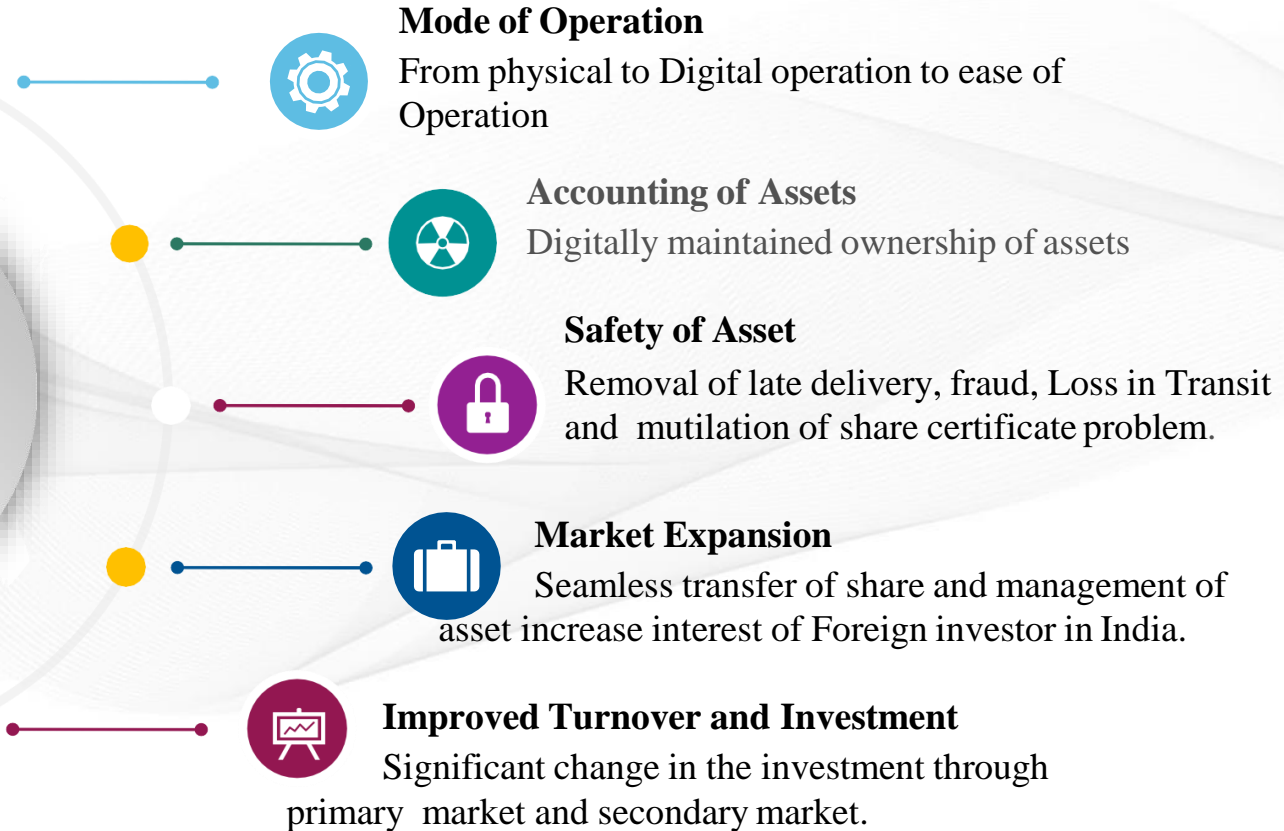 Mode of Operation
From physical to Digital operation to ease of
Operation
Accounting of Assets
Digitally maintained ownership of assets
Safety of Asset
Removal of late delivery, fraud, Loss in Transit
and mutilation of share certificate problem.
Market Expansion
Seamless transfer of share and management of
asset increase interest of Foreign investor in India.
Improved Turnover and Investment
Significant change in the investment through
primary market and secondary market.